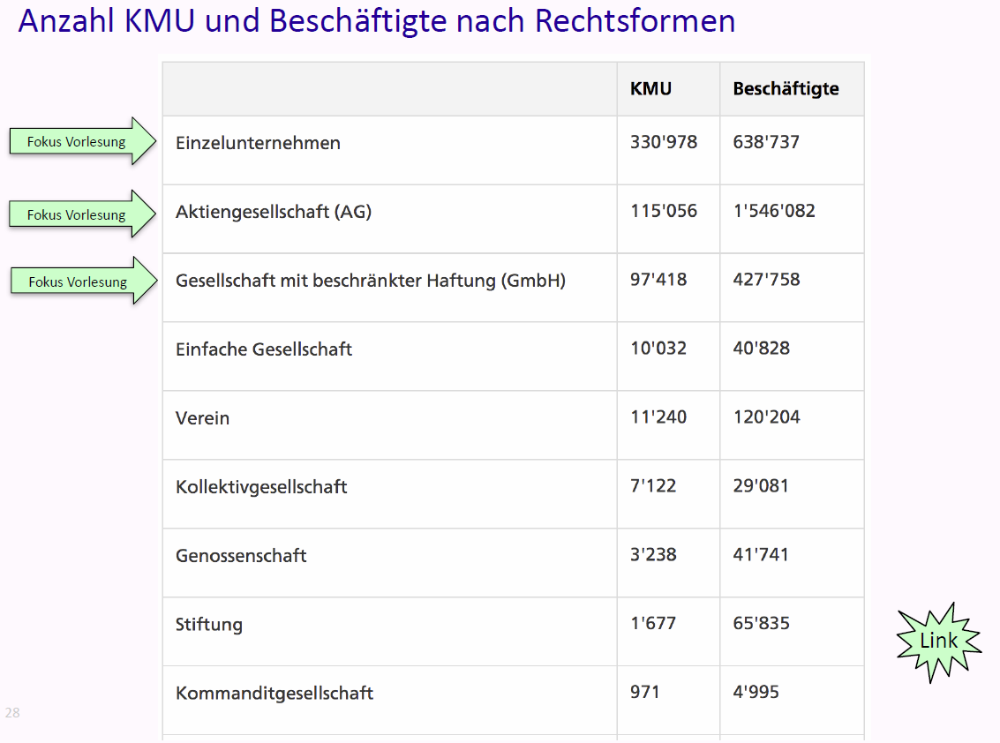 Anzahl KMU und Beschäftigte nach Rechtsformen
KMU Beschäftigte
Fokus Vorlesung Einzelunternehmen 330'978 638'737
Fokus Vorlesung Aktiengesellschaft (AG) 115'056 1'546'082
Fokus Vorlesung Gesellschaft mit beschränkter Haftung (GmbH) 97'418 427'758
Einfache Gesellschaft 10'032 40'828
Verein 11'240 120'204
Kollektivgesellschaft 7'122 29'081
Genossenschaft 3'238 41'741
Stiftung 1'677 65'835
Link
Kommanditgesellschaft 971 4'995
28